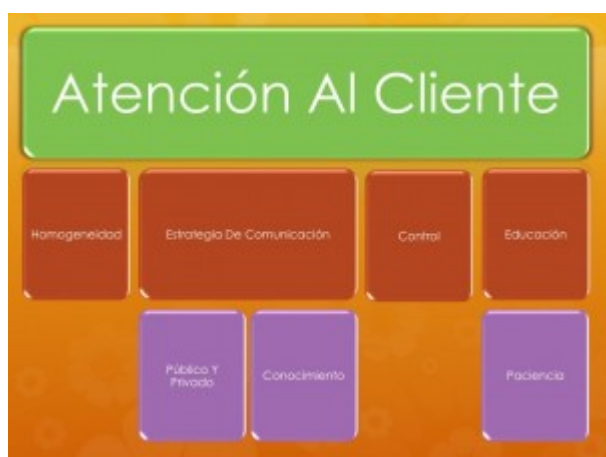 Atención Al Cliente
Homogeneidad
Estrategia De Comunicación
Control
Educación
Público Y
Privado
Conocimiento
Paciencia